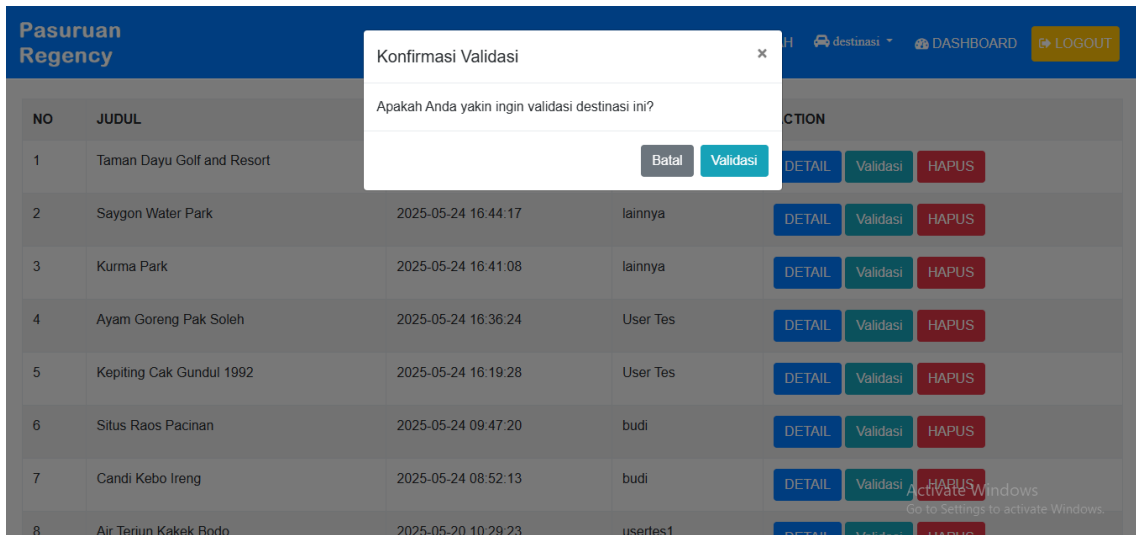 Pasuruan
Regency
H destinasi DASHBOARD LOGOUT
Konfirmasi Validasi ×
Apakah Anda yakin ingin validasi destinasi ini?
Batal Validasi
NO JUDUL CTION
1 Taman Dayu Golf and Resort DETAIL Validasi HAPUS
2 Saygon Water Park 2025-05-24 16:44:17 lainnya DETAIL Validasi HAPUS
3 Kurma Park 2025-05-24 16:41:08 lainnya DETAIL Validasi HAPUS
4 Ayam Goreng Pak Soleh 2025-05-24 16:36:24 User Tes DETAIL Validasi HAPUS
5 Kepiting Cak Gundul 1992 2025-05-24 16:19:28 User Tes DETAIL Validasi HAPUS
6 Situs Raos Pacinan 2025-05-24 09:47:20 budi DETAIL Validasi HAPUS
7 Candi Kebo Ireng 2025-05-24 08:52:13 budi DETAIL Validasi HAPUS
Activate Windows
Go to Settings to activate Windows.
8 Air Terjun Kakek Bodo 2025-05-20 10:29:23 usertes1 DETAIL Validasi HAPUS